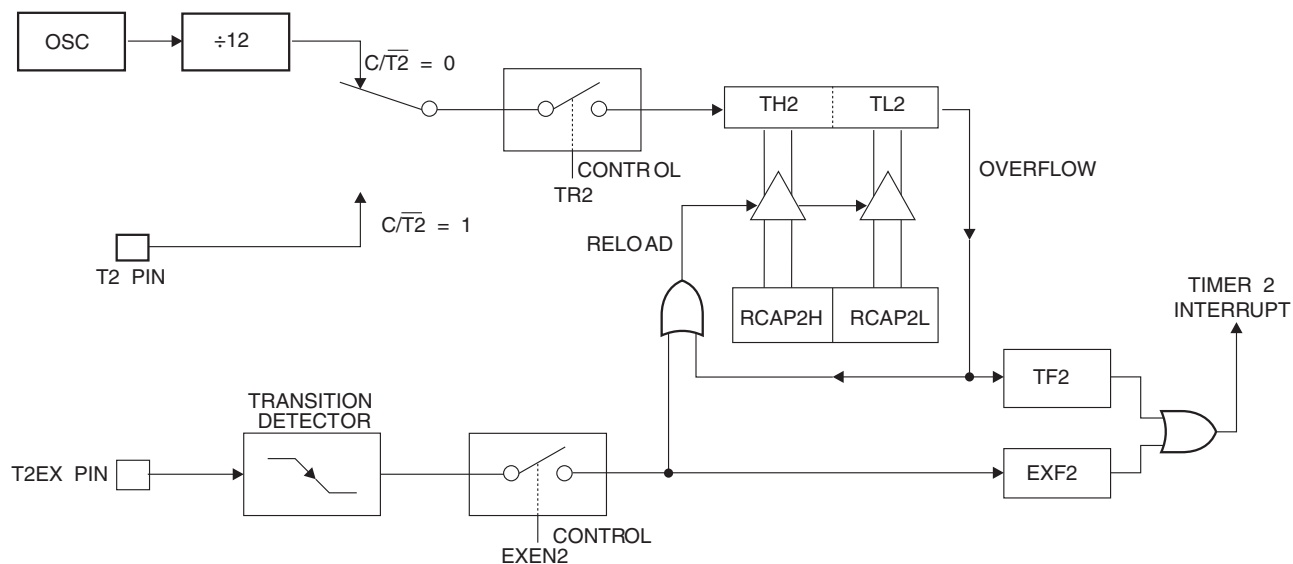 OSC
÷12
C/T2 = 0
TH2
TL2
CONTROL
TR2
OVERFLOW
C/T2 = 1
RELOAD
T2 PIN
TIMER 2
INTERRUPT
RCAP2H
RCAP2L
TF2
TRANSITION
DETECTOR
T2EX PIN
EXF2
CONTROL
EXEN2